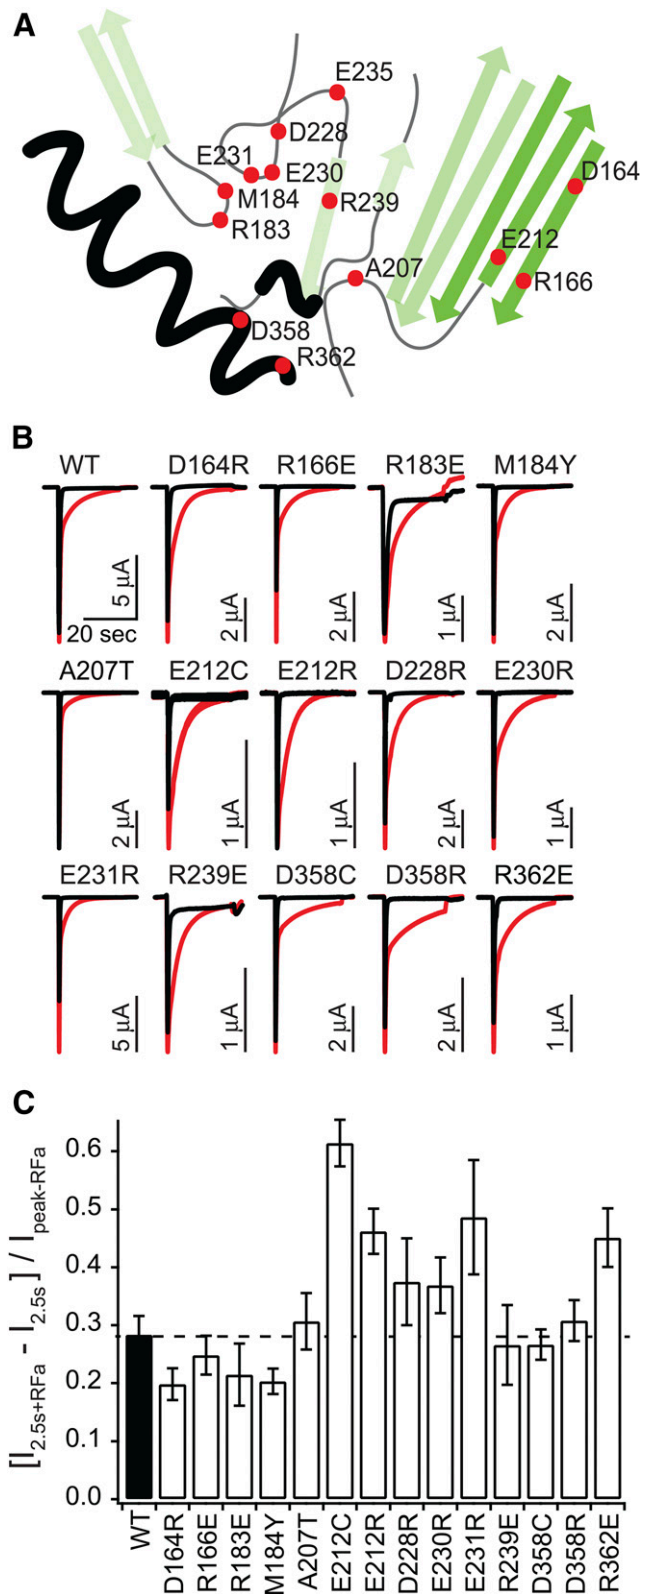 A
E235
D228
E231
E230
M184
R239
R183
D164
E212
A207
R166
D358
R362
B
WT D164R R166E R183E M184Y
5 µA 2 µA 2 µA 1 µA 2 µA
20 sec
A207T E212C E212R D228R E230R
2 µA 1 µA 1 µA 2 µA 1 µA
E231R R239E D358C D358R R362E
5 µA 1 µA 2 µA 2 µA 1 µA
C
[I2.5s+RFa - I2.5s] / Ipeak-RFa
0.6
0.5
0.4
0.3
0.2
0.1
0.0
WT D164R R166E R183E M184Y A207T E212C E212R D228R E230R E231R R239E D358C D358R R362E